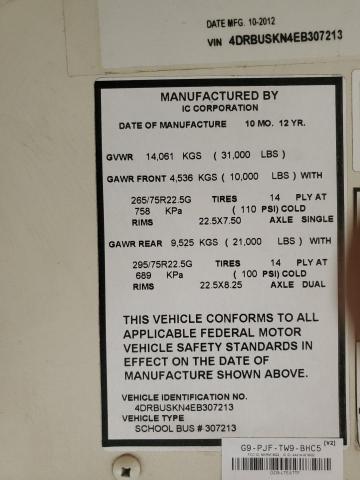 DATE MFG. 10-2012
VIN 4DRBUSKN4EB307213
MANUFACTURED BY
IC CORPORATION
DATE OF MANUFACTURE 10 MO. 12 YR.
GVWR 14,061 KGS ( 31,000 LBS )
GAWR FRONT 4,536 KGS ( 10,000 LBS ) WITH
265/75R22.5G TIRES 14 PLY AT
758 KPa ( 110 PSI) COLD
RIMS 22.5X7.50 AXLE SINGLE
GAWR REAR 9,525 KGS ( 21,000 LBS ) WITH
295/75R22.5G TIRES 14 PLY AT
689 KPa ( 100 PSI) COLD
RIMS 22.5X8.25 AXLE DUAL
THIS VEHICLE CONFORMS TO ALL
APPLICABLE FEDERAL MOTOR
VEHICLE SAFETY STANDARDS IN
EFFECT ON THE DATE OF
MANUFACTURE SHOWN ABOVE.
VEHICLE IDENTIFICATION NO.
4DRBUSKN4EB307213
VEHICLE TYPE
SCHOOL BUS # 307213
G9-PJF-TW9-BHC5 (V2)